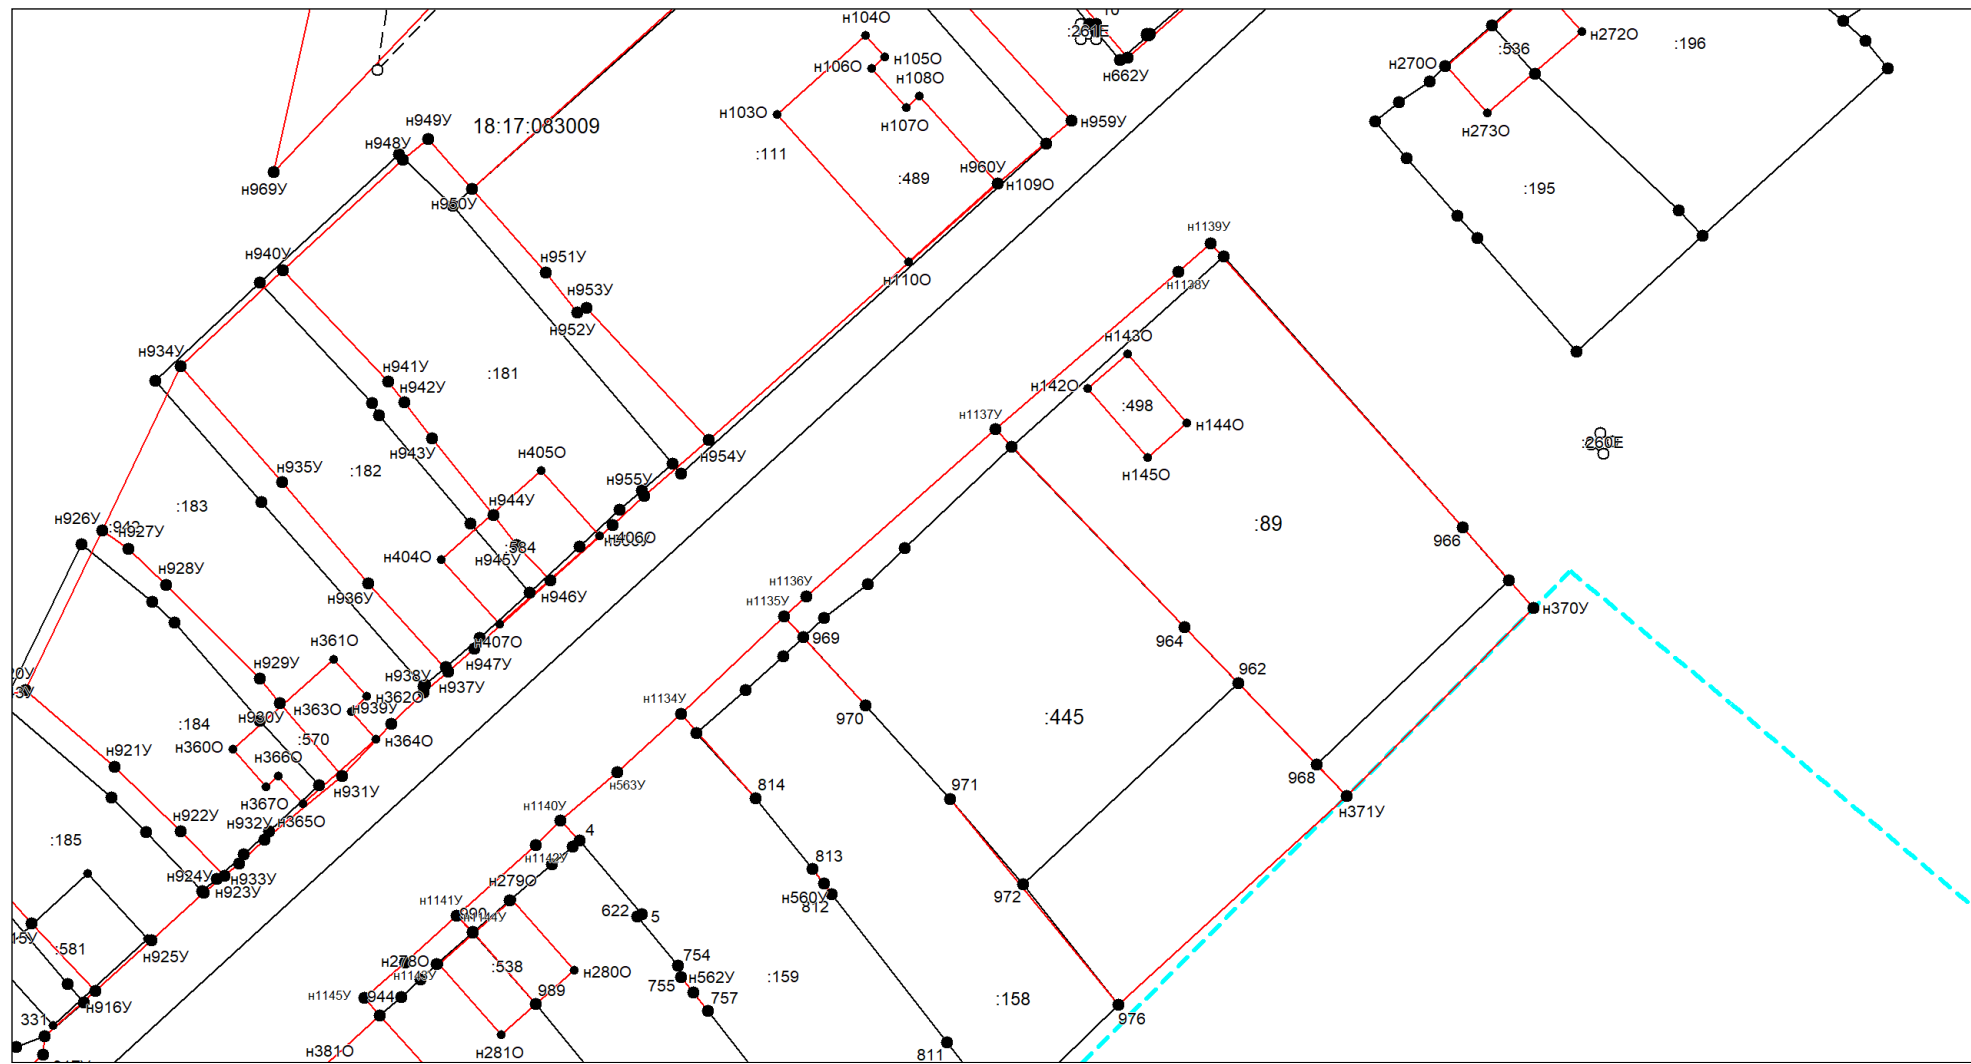 н104О
:261Е
н272О
:536
:196
н105О
н106О
н108О
н662У
н270О
н949У
18:17:083009
н103О
н107О
н959У
н273О
н948У
:111
н960У
н969У
:489
н109О
:195
н950У
н1139У
н940У
н951У
н110О
н1138У
н953У
н952У
н934У
н143О
н941У
:181
н142О
н942У
:498
н1137У
н144О
н943У
н405О
н954У
:260Е
н935У
:182
н955У
н145О
н944У
:183
н926У
н927У
:89
966
н404О
:584
н406О
н945У
н928У
н1136У
н936У
н946У
н1135У
н370У
н361О
н407О
969
964
н929У
н947У
962
н938У
н937У
н362О
н1134У
н363О
н939У
н930У
:184
970
:445
н360О
:570
н364О
н921У
н366О
968
н563У
814
971
н931У
н367О
н371У
н1140У
н922У
н932У
н365О
4
:185
н1142У
813
н924У
н933У
н923У
н279О
н560У
972
812
н1141У
622
5
н1144У
:581
н925У
754
н278О
:538
н280О
755
н562У
:159
н1143У
н1145У
944
989
757
:158
н916У
331
976
н381О
н281О
811